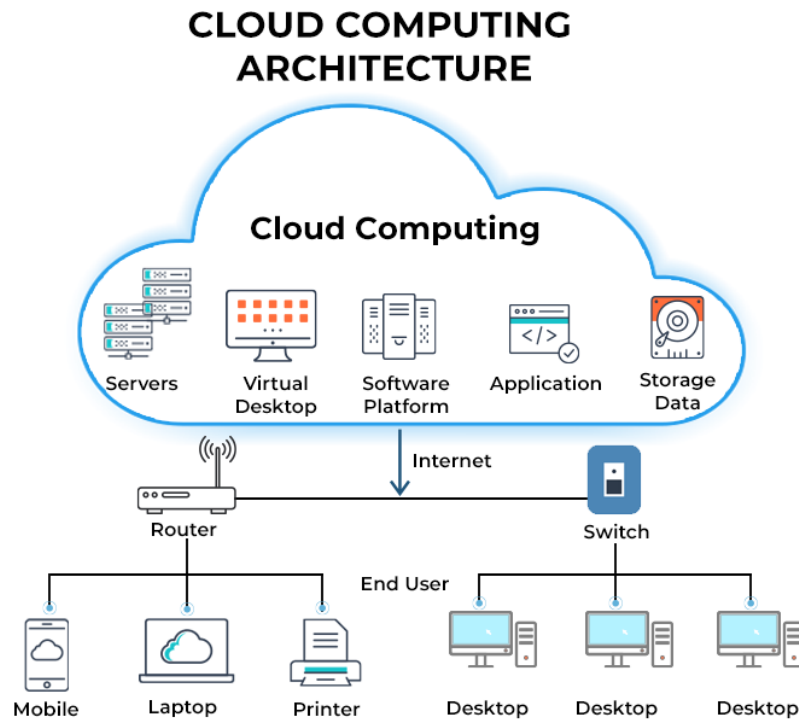 CLOUD COMPUTING
ARCHITECTURE
Cloud Computing
Servers
Virtual
Desktop
Software
Platform
Application
</>
Storage
Data
Internet
Router
Switch
End User
Mobile
Laptop
Printer
Desktop
Desktop
Desktop